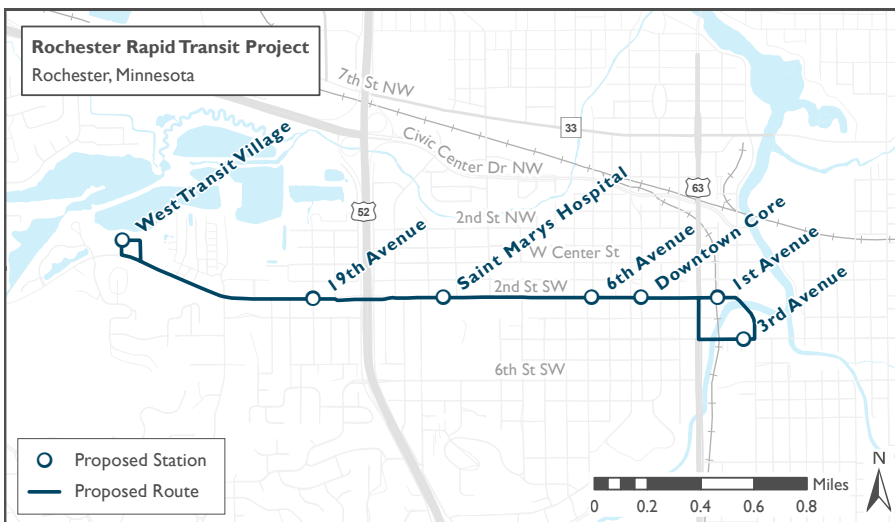 Rochester Rapid Transit Project
Rochester, Minnesota
7th St NW
33
Civic Center Dr NW
West Transit Village
63
52
2nd St NW
Saint Marys Hospital
19th Avenue
W Center St
6th Avenue
Downtown Core
1st Avenue
2nd St SW
3rd Avenue
6th St SW
Proposed Station
Proposed Route
Miles
0 0.2 0.4 0.6 0.8
N